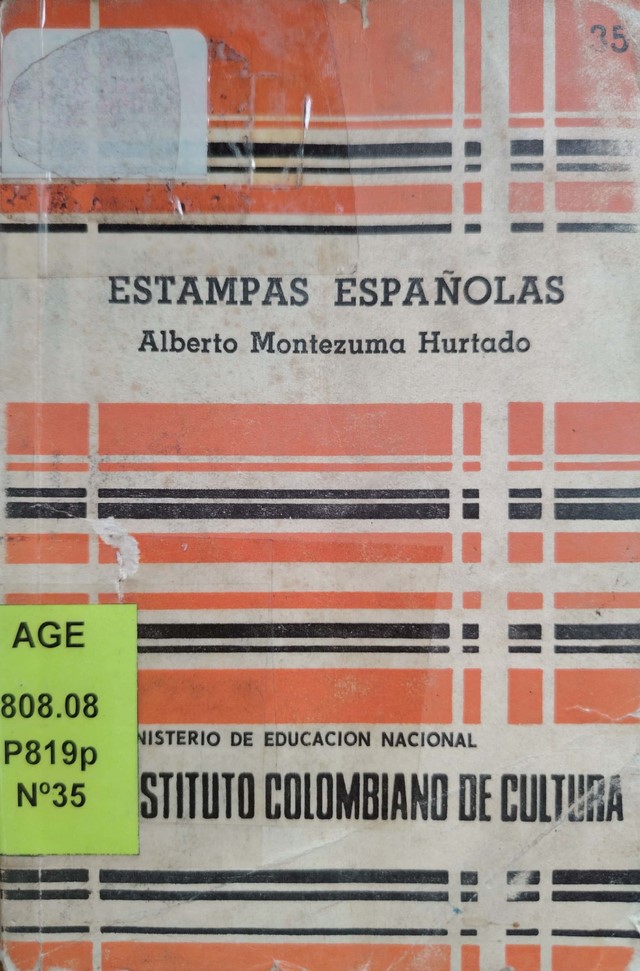 35
ESTAMPAS ESPAÑOLAS
Alberto Montezuma Hurtado
AGE
808.08
P819p
Nº35
NISTERIO DE EDUCACION NACIONAL
STITUTO COLOMBIANO DE CULTURA